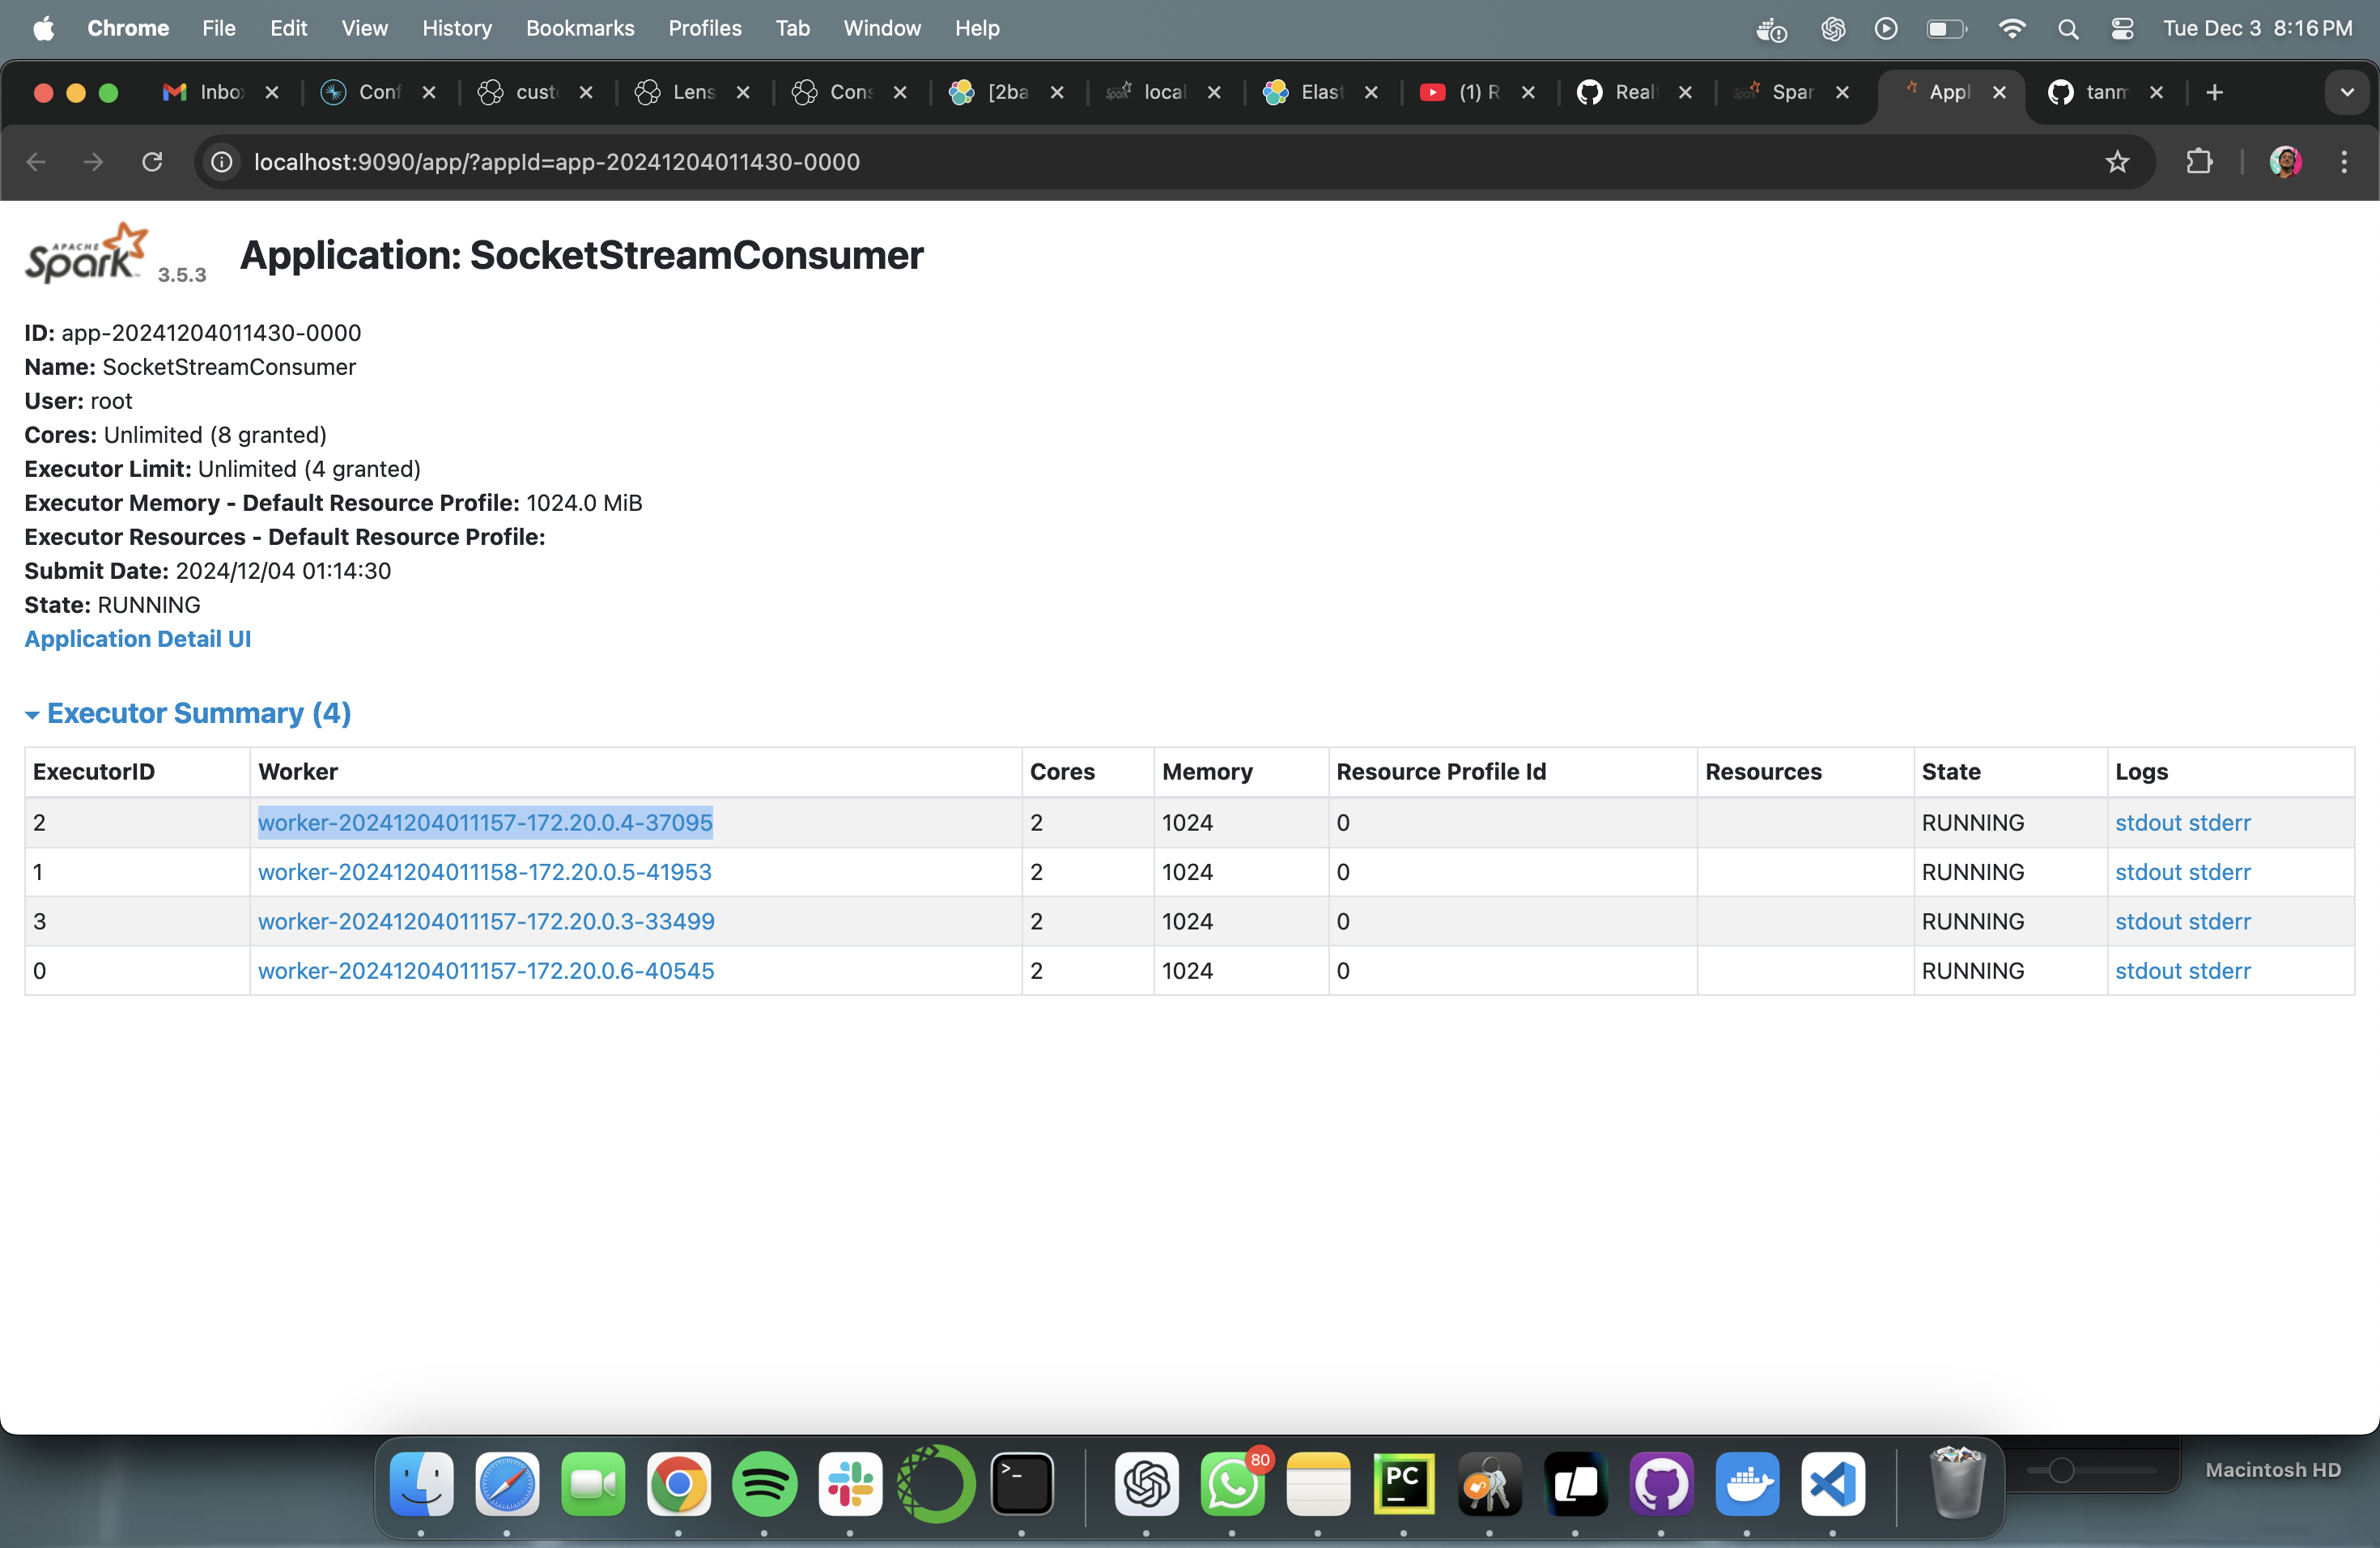 Chrome File Edit View History Bookmarks Profiles Tab Window Help Tue Dec 3 8:16 PM
Inbo Conf cust Lens Cons [2ba local Elast (1) R Real Spar Appl tanm
localhost:9090/app/?appId=app-20241204011430-0000
APACHE Spark 3.5.3 Application: SocketStreamConsumer
ID: app-20241204011430-0000
Name: SocketStreamConsumer
User: root
Cores: Unlimited (8 granted)
Executor Limit: Unlimited (4 granted)
Executor Memory - Default Resource Profile: 1024.0 MiB
Executor Resources - Default Resource Profile:
Submit Date: 2024/12/04 01:14:30
State: RUNNING
Application Detail UI
Executor Summary (4)
ExecutorID Worker Cores Memory Resource Profile Id Resources State Logs
2 worker-20241204011157-172.20.0.4-37095 2 1024 0 RUNNING stdout stderr
1 worker-20241204011158-172.20.0.5-41953 2 1024 0 RUNNING stdout stderr
3 worker-20241204011157-172.20.0.3-33499 2 1024 0 RUNNING stdout stderr
0 worker-20241204011157-172.20.0.6-40545 2 1024 0 RUNNING stdout stderr
80
PC
Macintosh HD